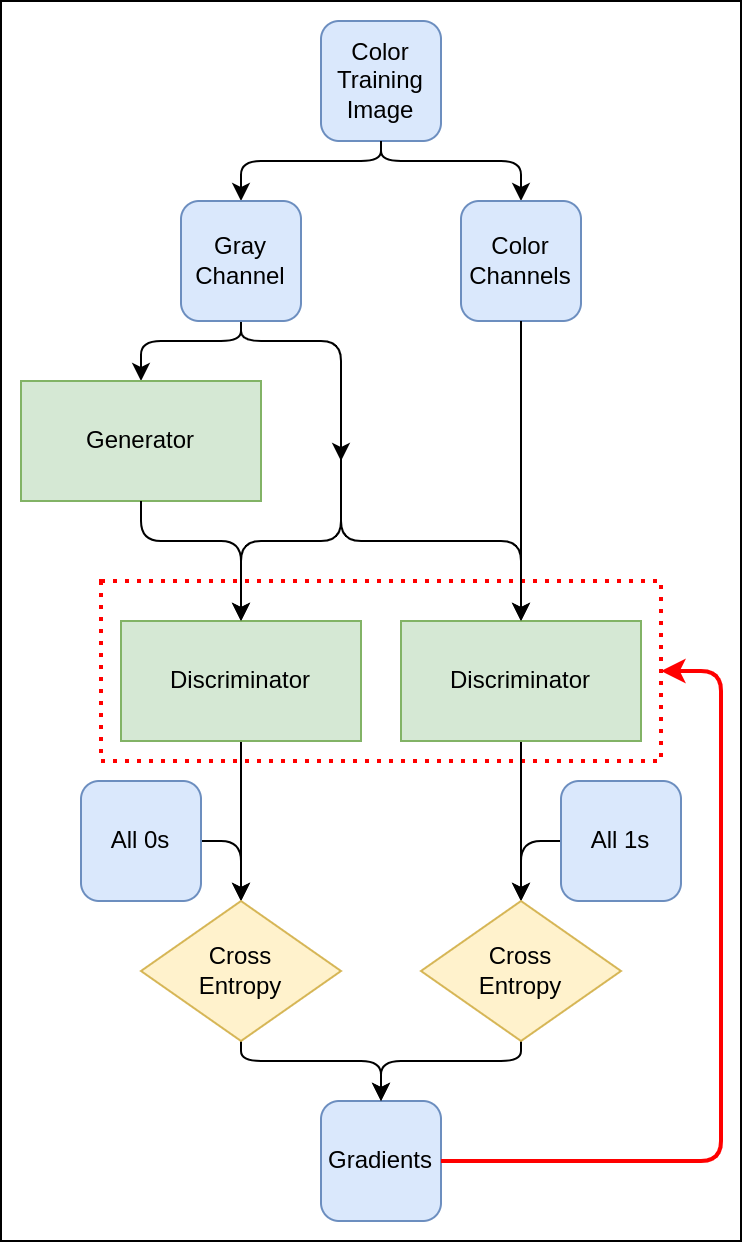 Color
Training
Image
Gray
Channel
Color
Channels
Generator
Discriminator
Discriminator
All 0s
All 1s
Cross
Entropy
Cross
Entropy
Gradients